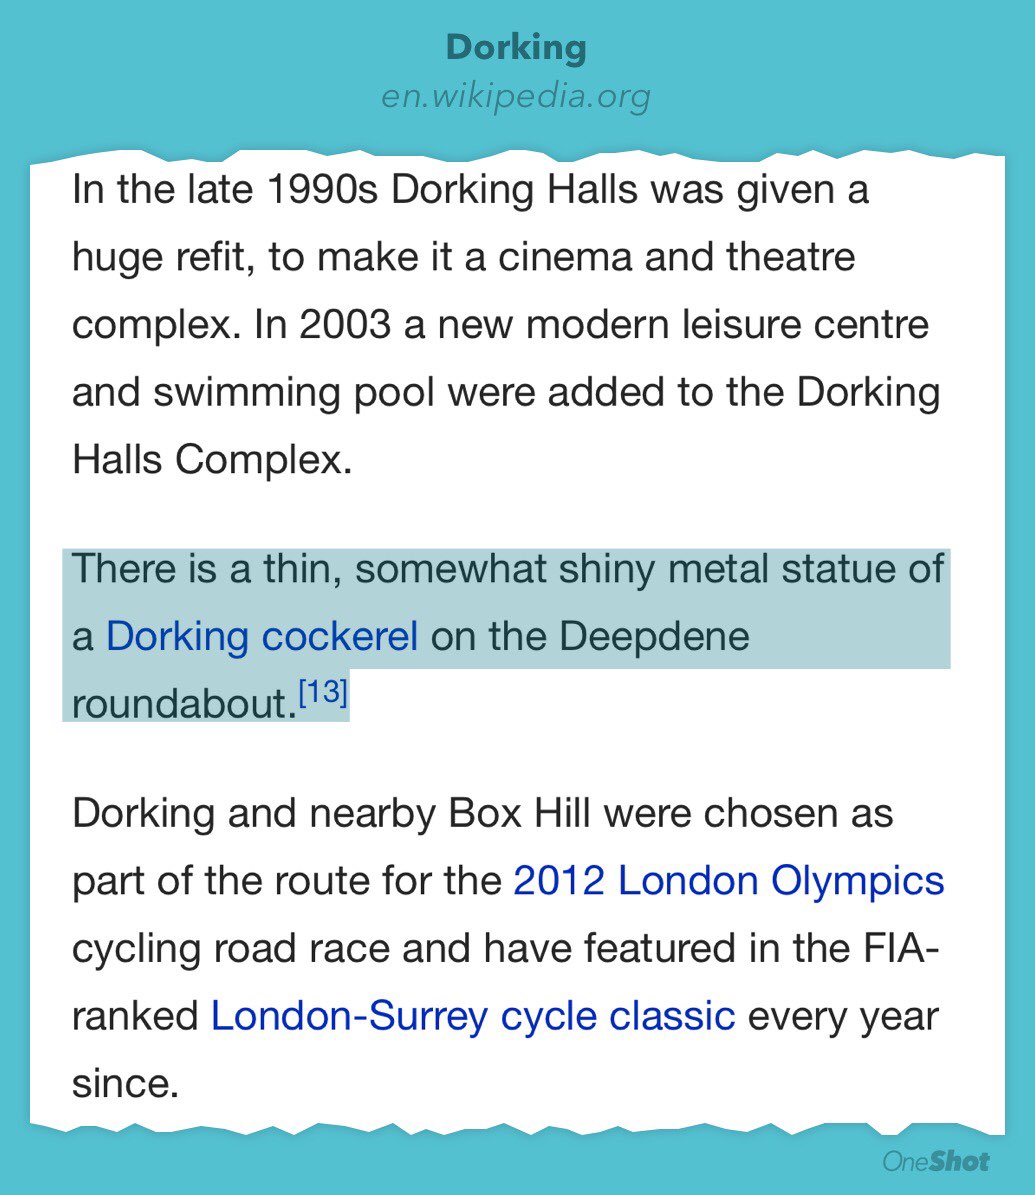 Dorking
en.wikipedia.org
In the late 1990s Dorking Halls was given a
huge refit, to make it a cinema and theatre
complex. In 2003 a new modern leisure centre
and swimming pool were added to the Dorking
Halls Complex.
There is a thin, somewhat shiny metal statue of
a Dorking cockerel on the Deepdene
roundabout.[13]
Dorking and nearby Box Hill were chosen as
part of the route for the 2012 London Olympics
cycling road race and have featured in the FIA-
ranked London-Surrey cycle classic every year
since.
OneShot